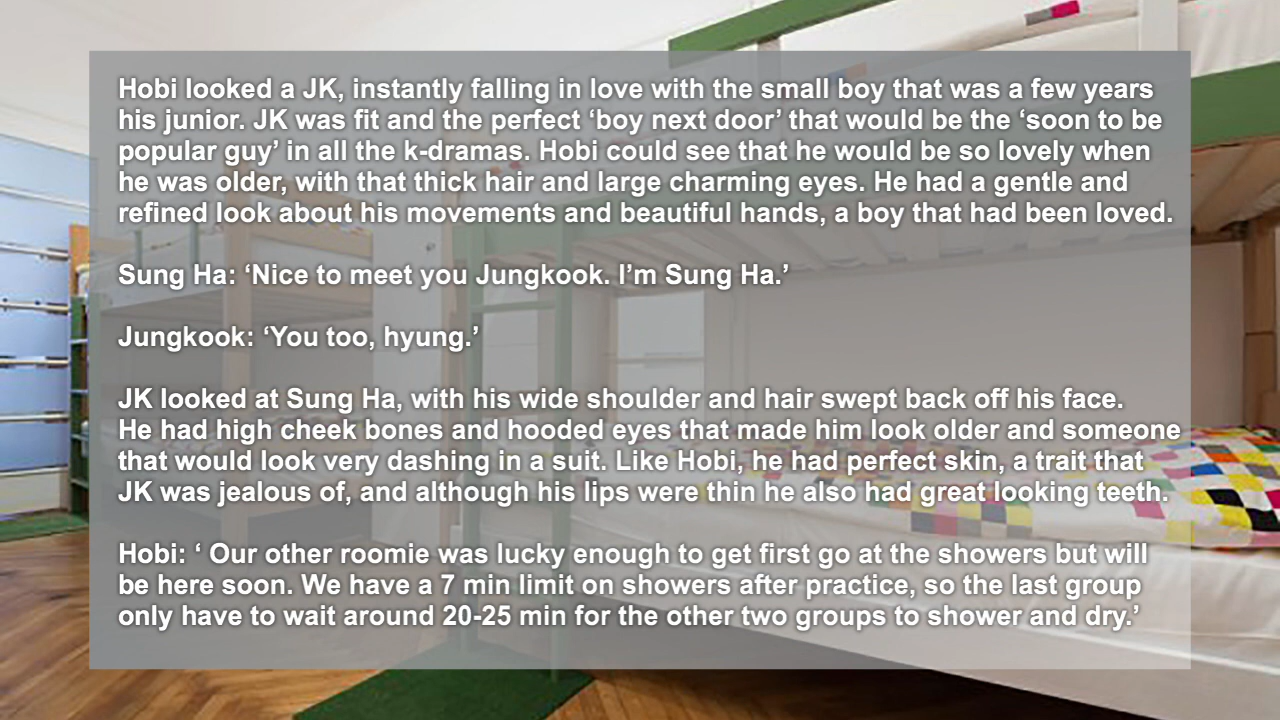 Hobi looked a JK, instantly falling in love with the small boy that was a few years
his junior. JK was fit and the perfect ‘boy next door’ that would be the ‘soon to be
popular guy’ in all the k-dramas. Hobi could see that he would be so lovely when
he was older, with that thick hair and large charming eyes. He had a gentle and
refined look about his movements and beautiful hands, a boy that had been loved.
Sung Ha: ‘Nice to meet you Jungkook. I’m Sung Ha.’
Jungkook: ‘You too, hyung.’
JK looked at Sung Ha, with his wide shoulder and hair swept back off his face.
He had high cheek bones and hooded eyes that made him look older and someone
that would look very dashing in a suit. Like Hobi, he had perfect skin, a trait that
JK was jealous of, and although his lips were thin he also had great looking teeth.
Hobi: ‘ Our other roomie was lucky enough to get first go at the showers but will
be here soon. We have a 7 min limit on showers after practice, so the last group
only have to wait around 20-25 min for the other two groups to shower and dry.’